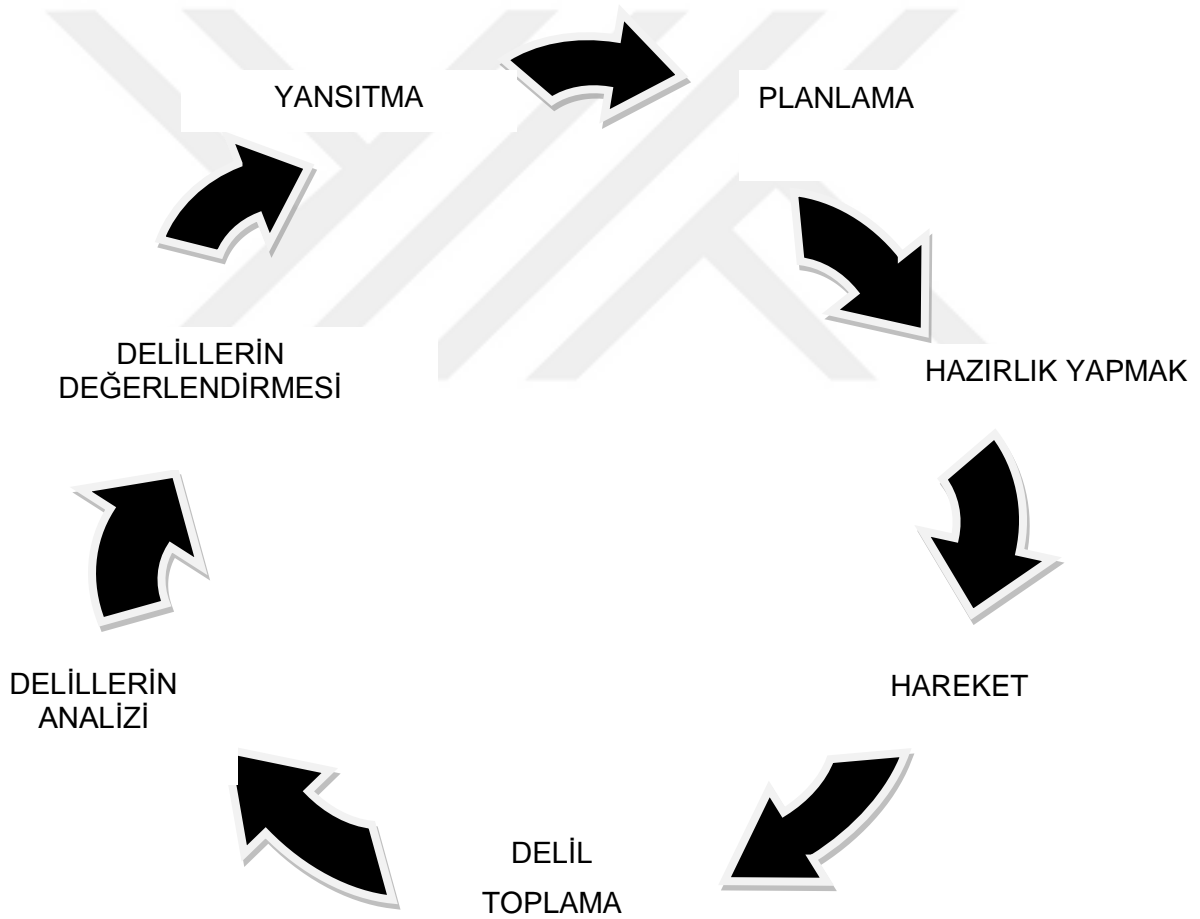 YANSITMA
PLANLAMA
DELİLLERİN
DEĞERLENDİRMESİ
HAZIRLIK YAPMAK
DELİLLERİN
ANALİZİ
HAREKET
DELİL
TOPLAMA